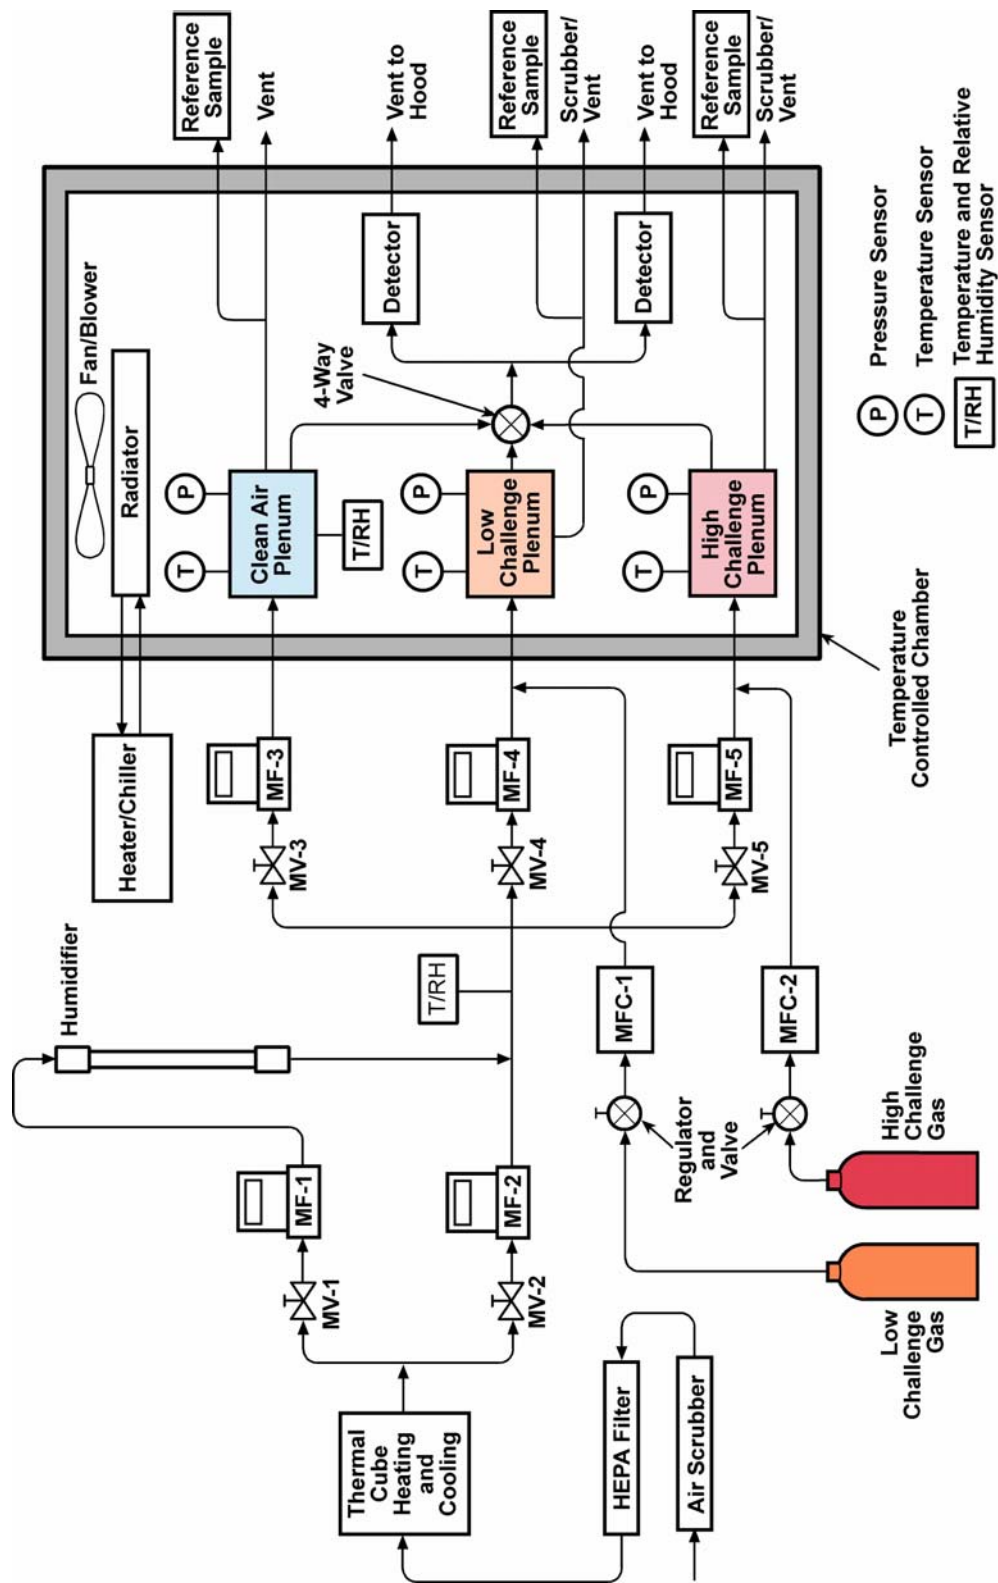 Thermal
Cube
Heating
and
Cooling
HEPA Filter
Air Scrubber
MV-1
MF-1
MV-2
MF-2
Humidifier
T/RH
Low
Challenge
Gas
High
Challenge
Gas
Regulator
and
Valve
MFC-1
MFC-2
Heater/Chiller
MV-3
MF-3
MV-4
MF-4
MV-5
MF-5
Temperature
Controlled Chamber
Radiator
Fan/Blower
T
P
Clean Air
Plenum
T/RH
T
P
Low
Challenge
Plenum
T
P
High
Challenge
Plenum
4-Way
Valve
Detector
Detector
Reference
Sample
Vent
Vent to
Hood
Reference
Sample
Scrubber/
Vent
Vent to
Hood
Reference
Sample
Scrubber/
Vent
P
Pressure Sensor
T
Temperature Sensor
T/RH
Temperature and Relative
Humidity Sensor